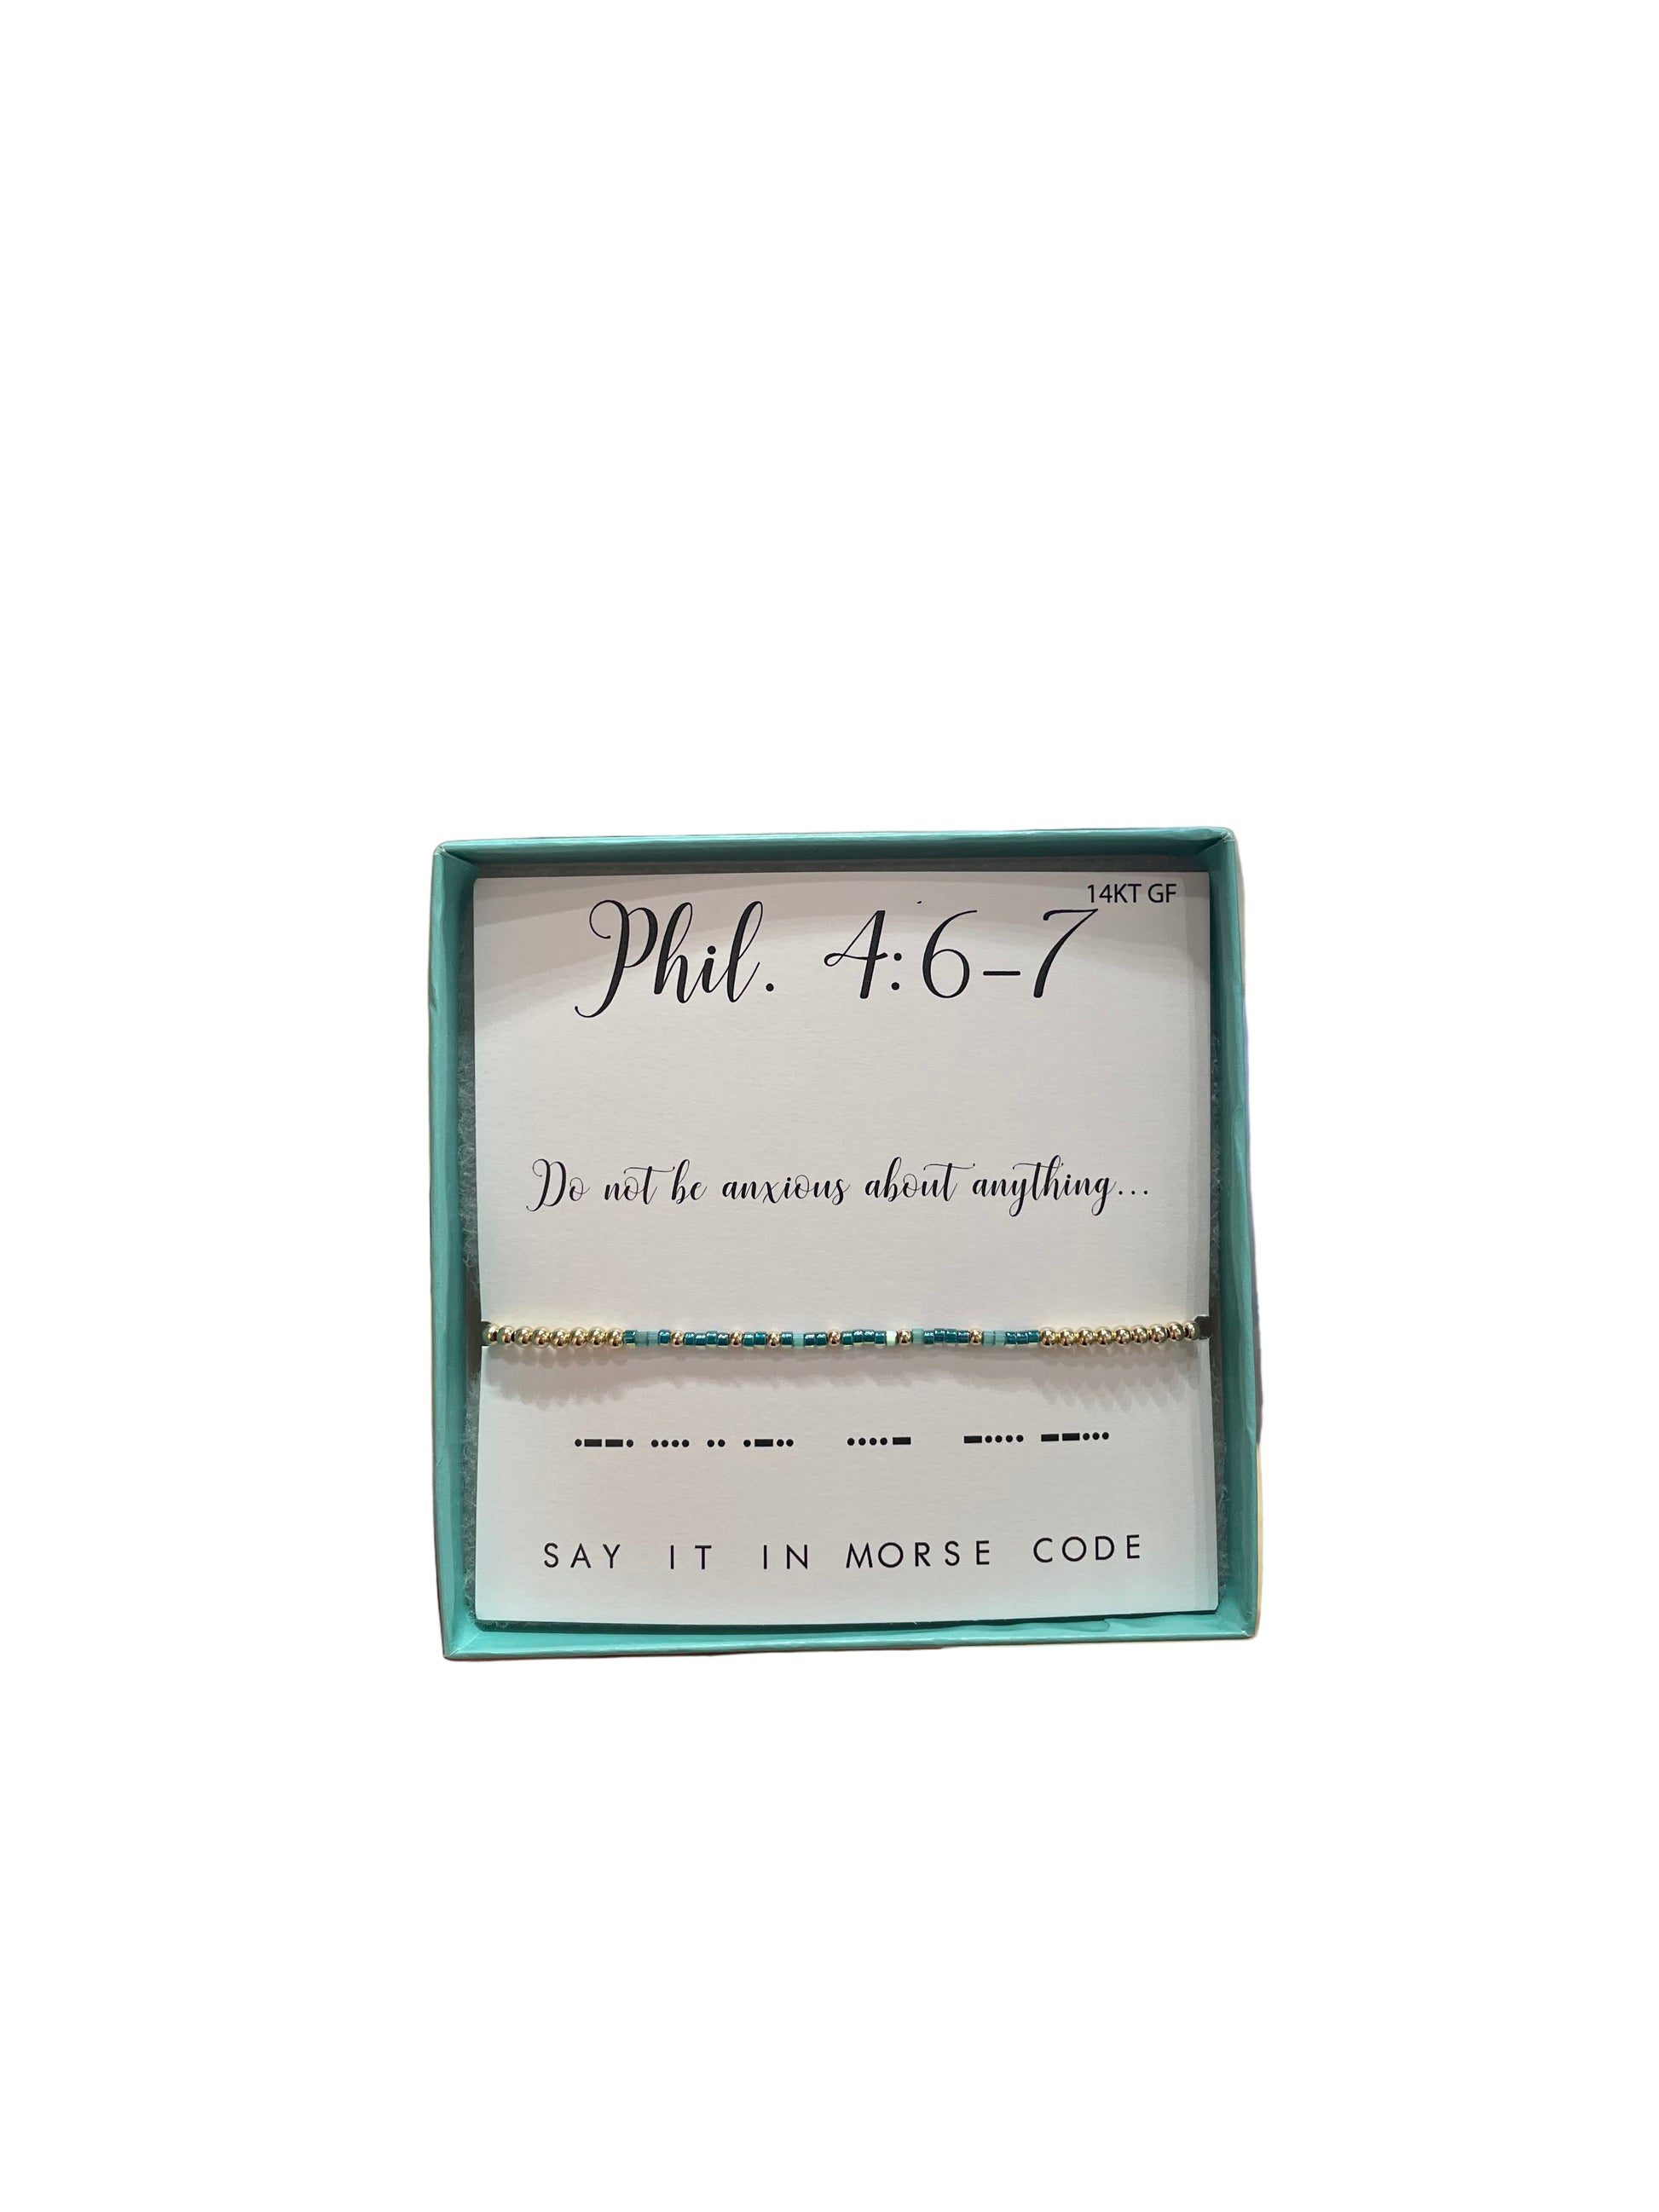 14KT GF
Phil. 4:6-7
Do not be anxious about anything...
•––• •••• •• •–•• ••••– –•••• ––•••
SAY IT IN MORSE CODE